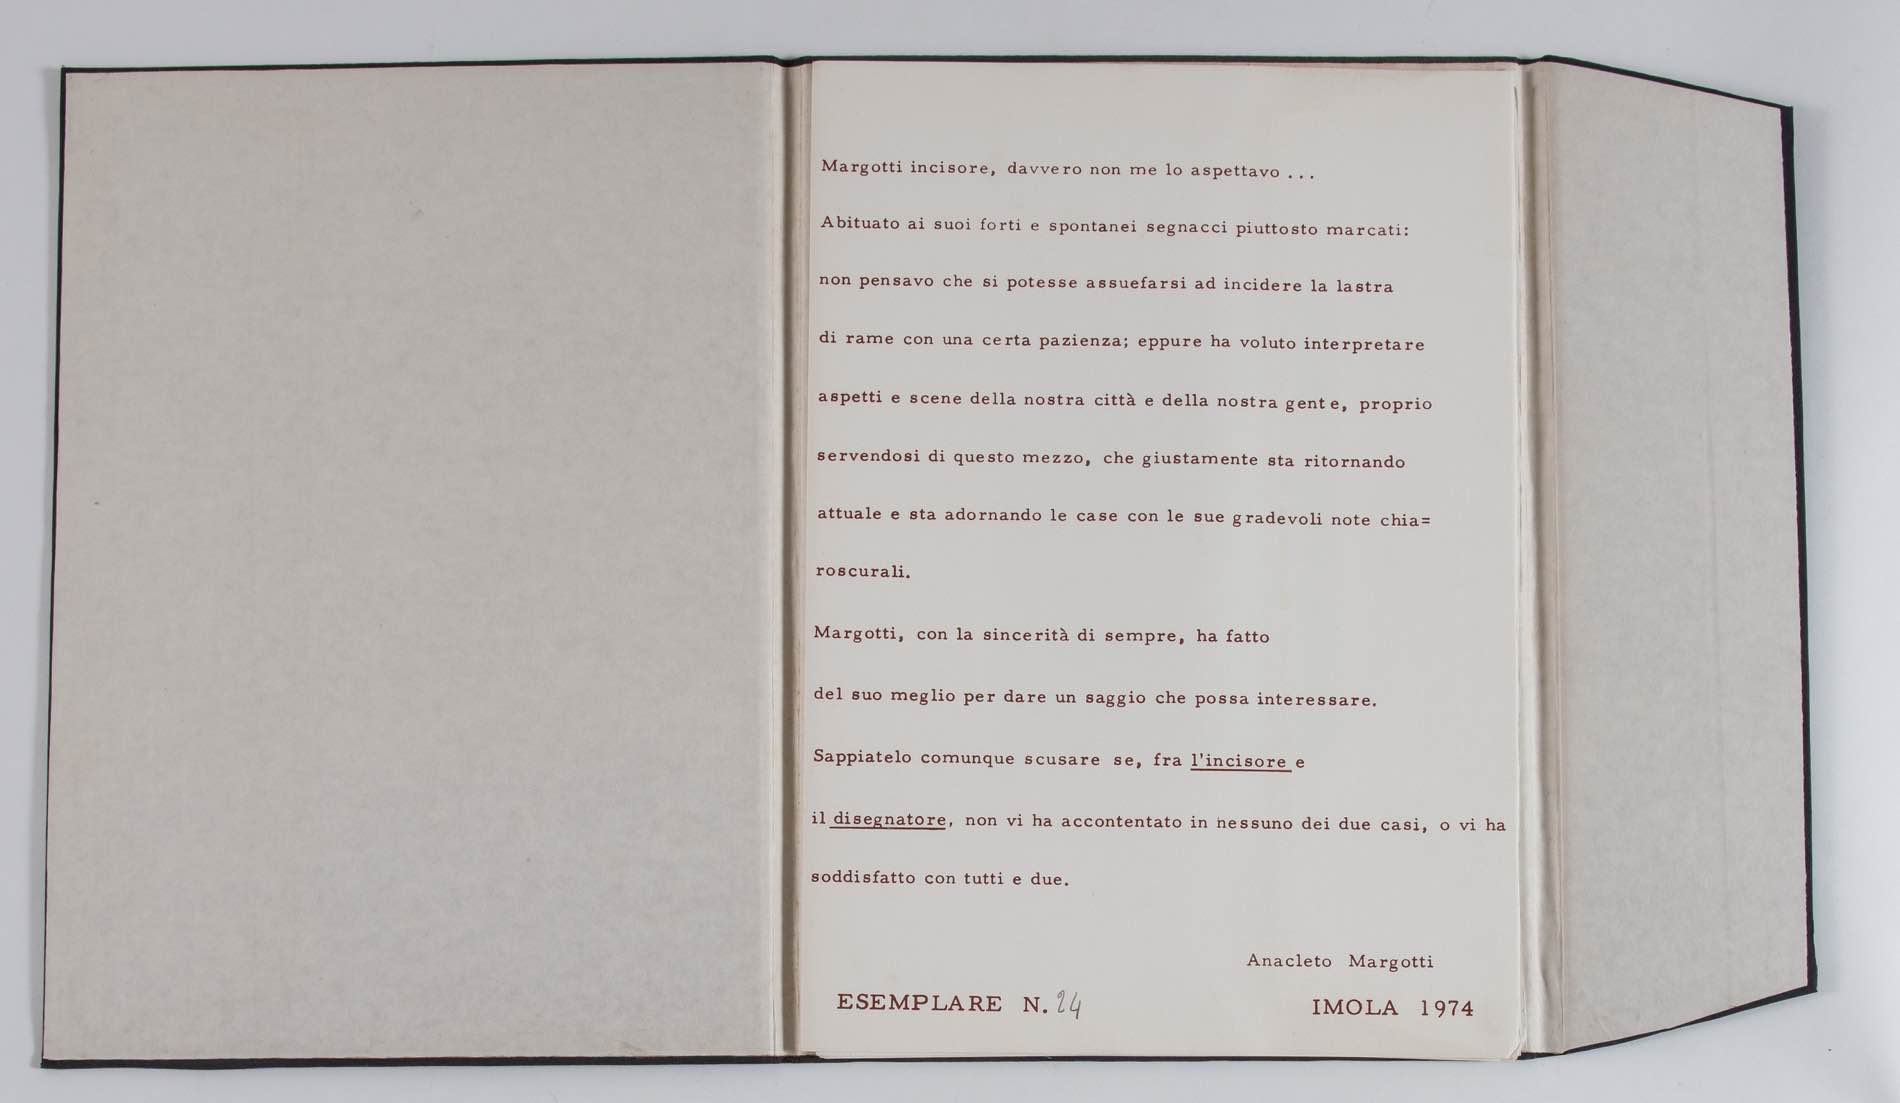 Margotti incisore, davvero non me lo aspettavo ...
Abituato ai suoi forti e spontanei segnacci piuttosto marcati:
non pensavo che si potesse assuefarsi ad incidere la lastra
di rame con una certa pazienza; eppure ha voluto interpretare
aspetti e scene della nostra città e della nostra gente, proprio
servendosi di questo mezzo, che giustamente sta ritornando
attuale e sta adornando le case con le sue gradevoli note chia=
roscurali.
Margotti, con la sincerità di sempre, ha fatto
del suo meglio per dare un saggio che possa interessare.
Sappiatelo comunque scusare se, fra l'incisore e
il disegnatore, non vi ha accontentato in nessuno dei due casi, o vi ha
soddisfatto con tutti e due.
Anacleto Margotti
ESEMPLARE N. 24 IMOLA 1974